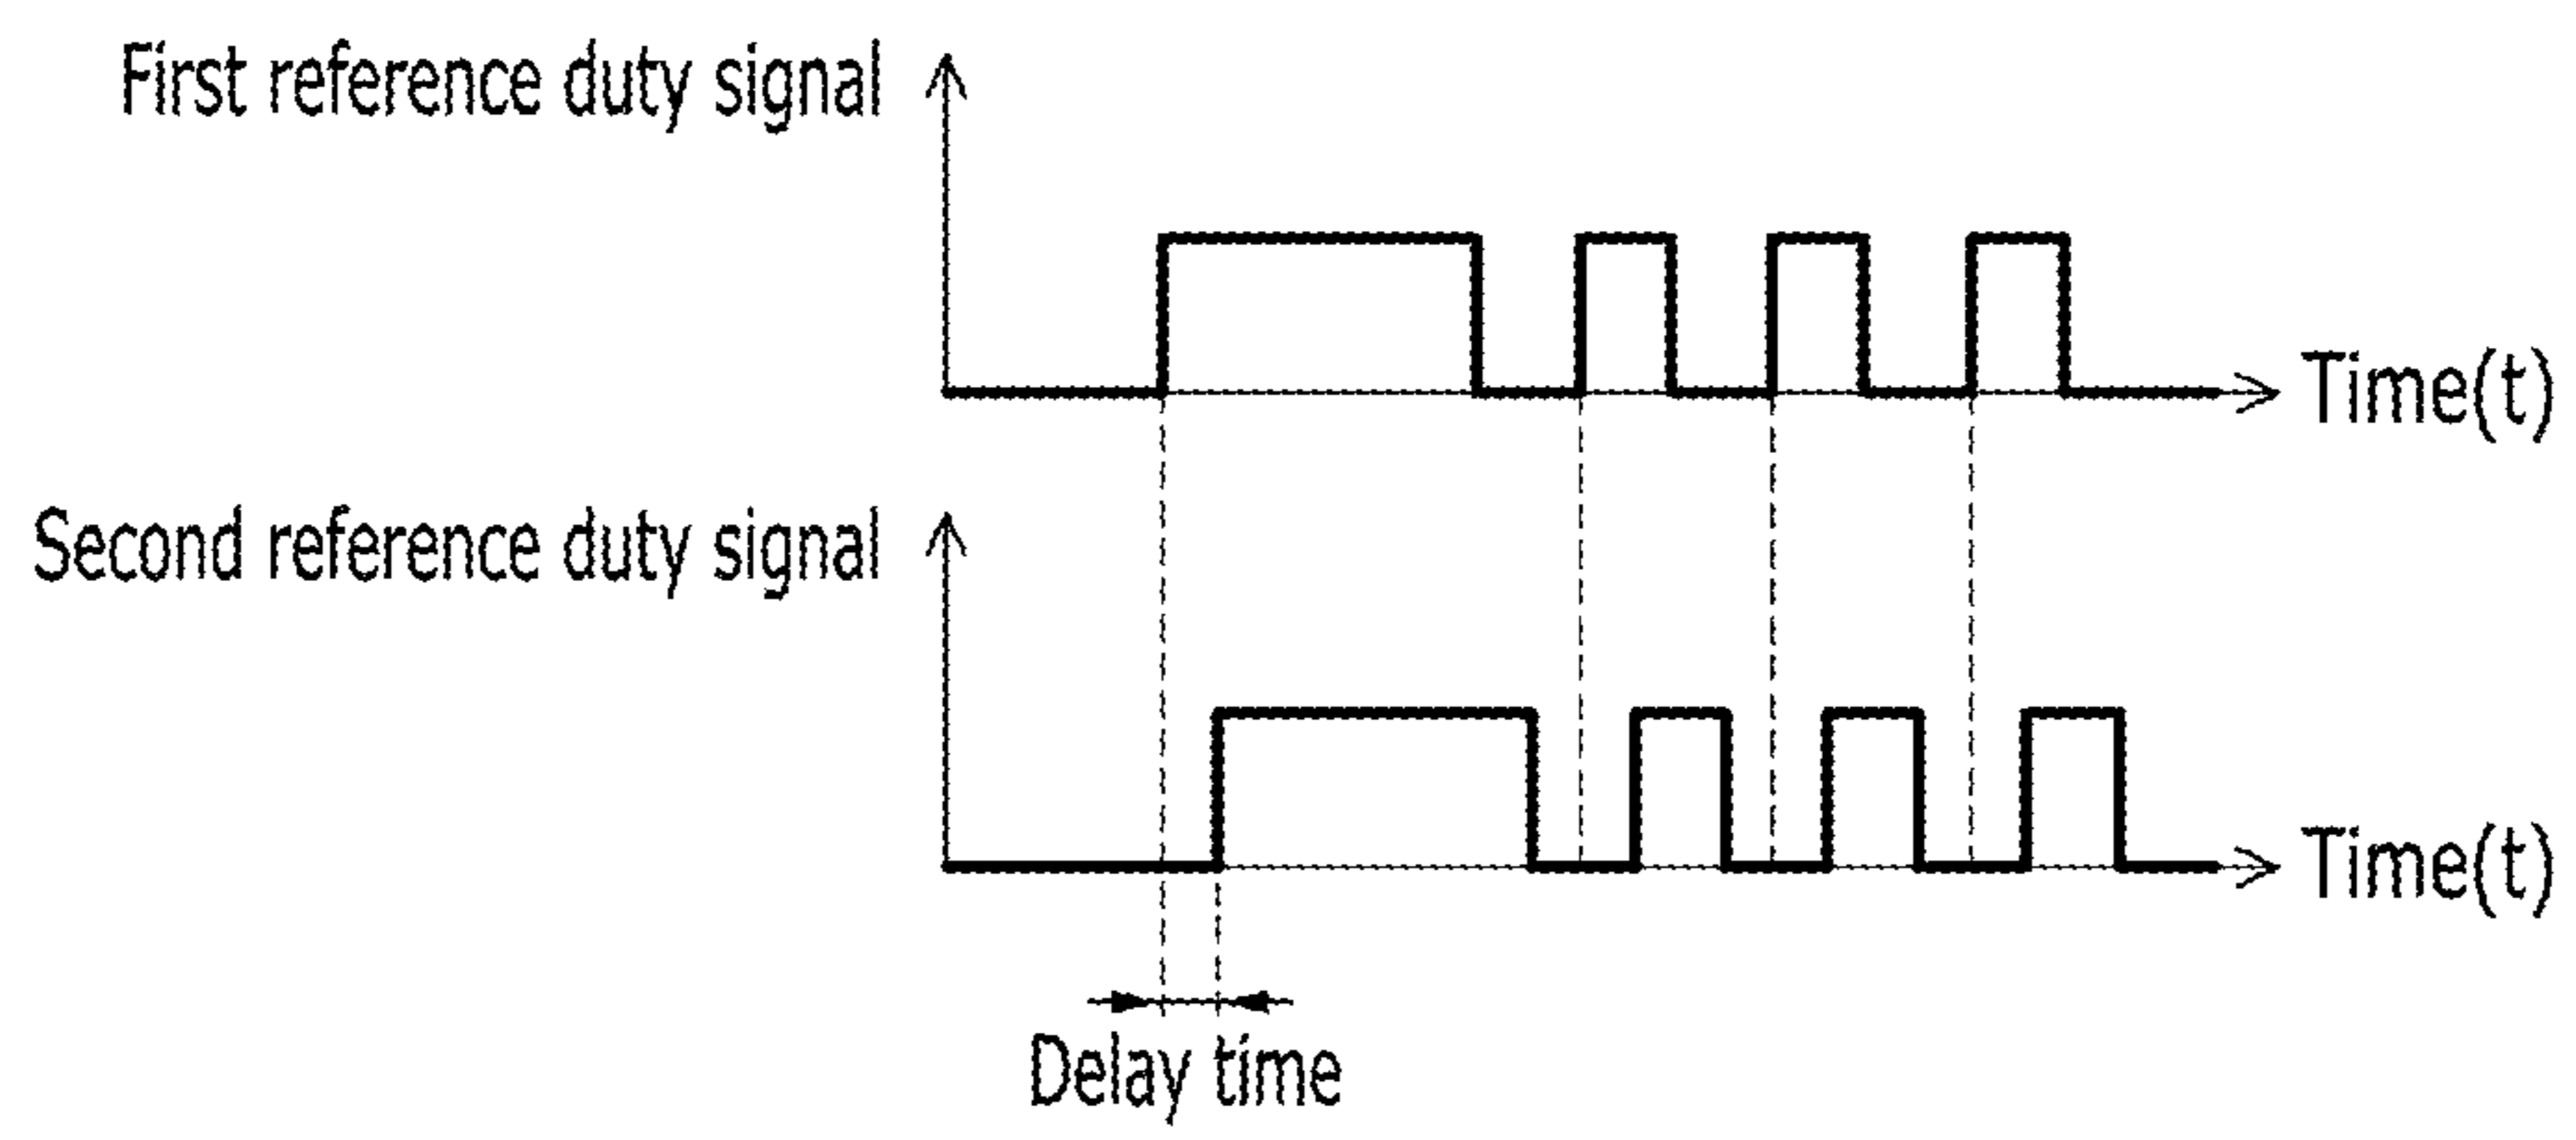 First reference duty signal
Time(t)
Second reference duty signal
Time(t)
Delay time